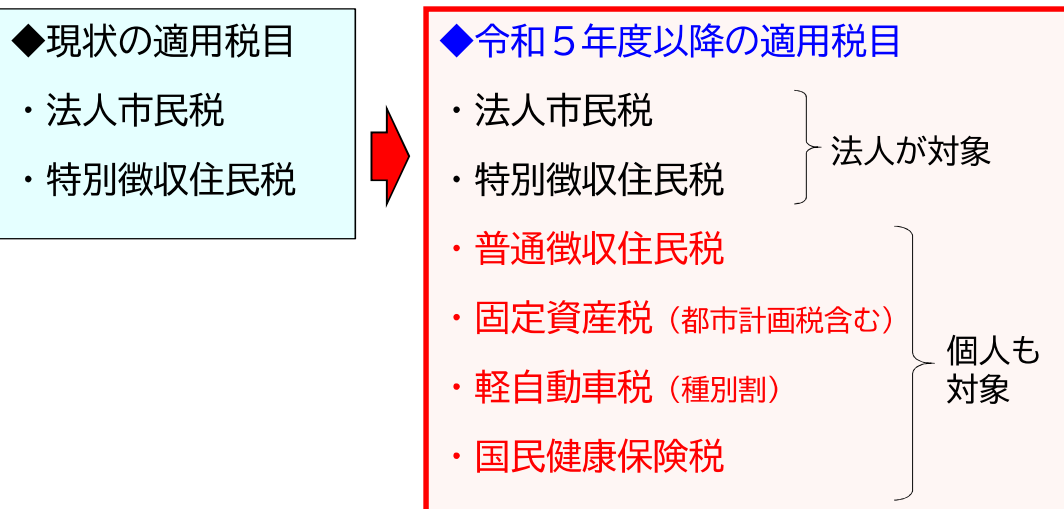 ◆現状の適用税目
・法人市民税
・特別徴収住民税
◆令和５年度以降の適用税目
・法人市民税
・特別徴収住民税
法人が対象
・普通徴収住民税
・固定資産税（都市計画税含む）
・軽自動車税（種別割）
・国民健康保険税
個人も
対象